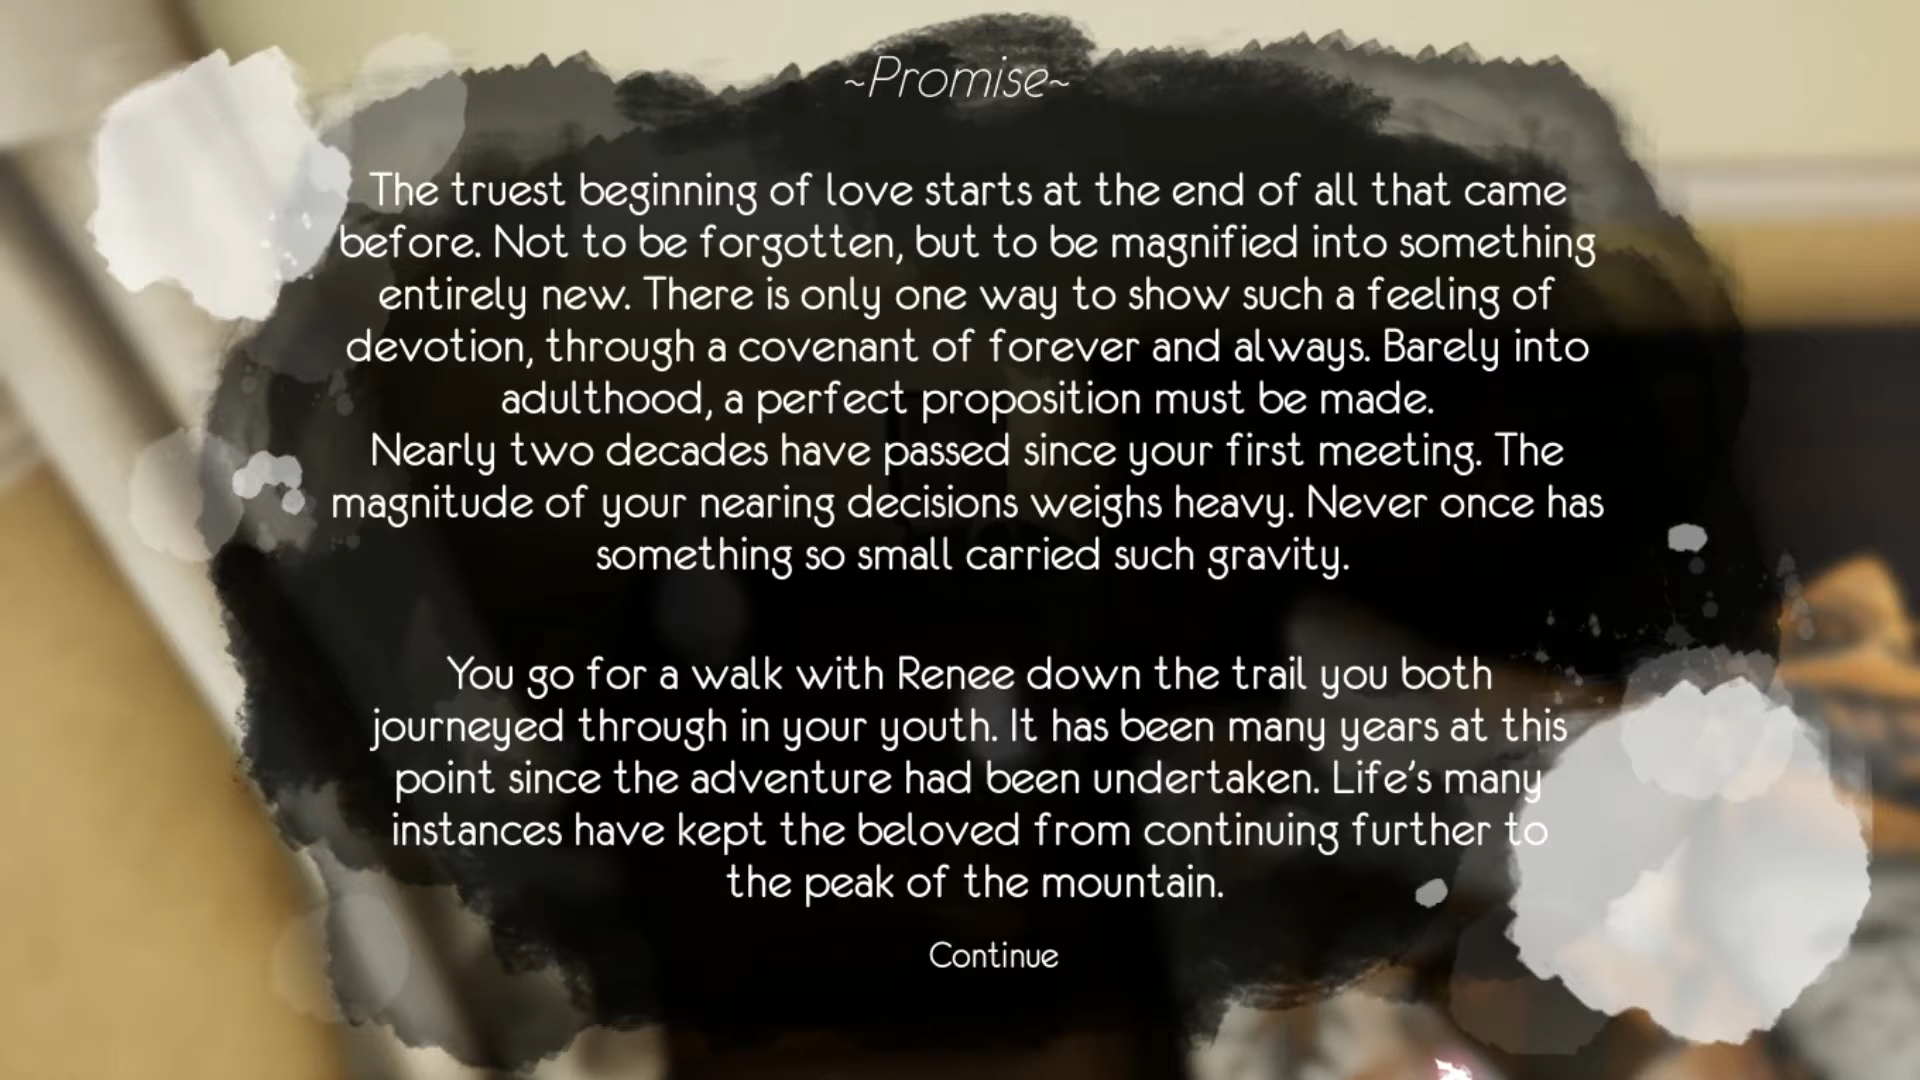 ~Promise~
The truest beginning of love starts at the end of all that came
before. Not to be forgotten, but to be magnified into something
entirely new. There is only one way to show such a feeling of
devotion, through a covenant of forever and always. Barely into
adulthood, a perfect proposition must be made.
Nearly two decades have passed since your first meeting. The
magnitude of your nearing decisions weighs heavy. Never once has
something so small carried such gravity.
You go for a walk with Renee down the trail you both
journeyed through in your youth. It has been many years at this
point since the adventure had been undertaken. Life's many
instances have kept the beloved from continuing further to
the peak of the mountain.
Continue